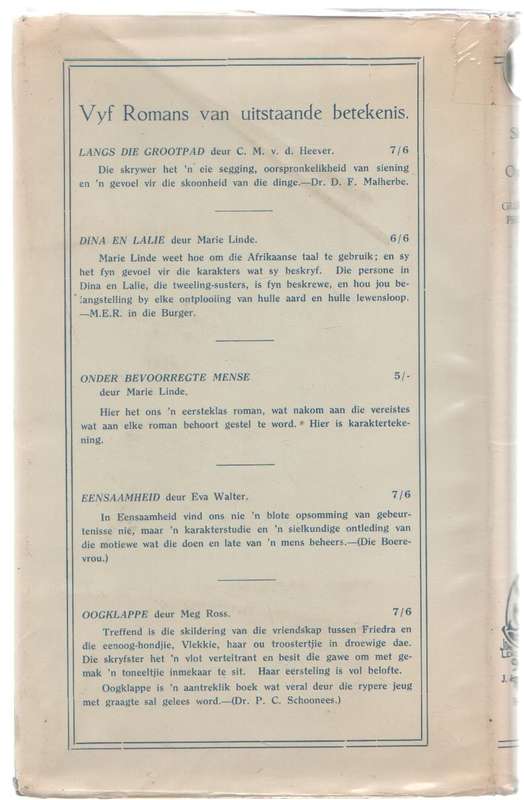 Vyf Romans van uitstaande betekenis.
LANGS DIE GROOTPAD deur C. M. v. d. Heever. 7/6
Die skrywer het 'n eie segging, oorspronkelikheid van siening
en 'n gevoel vir die skoonheid van die dinge.—Dr. D. F. Malherbe.
DINA EN LALIE deur Marie Linde. 6/6
Marie Linde weet hoe om die Afrikaanse taal te gebruik; en sy
het fyn gevoel vir die karakters wat sy beskryf. Die persone in
Dina en Lalie, die tweeling-susters, is fyn beskrewe, en hou jou be-
langstelling by elke ontplooiing van hulle aard en hulle lewensloop.
—M.E.R. in die Burger.
ONDER BEVOORREGTE MENSE 5/-
deur Marie Linde.
Hier het ons 'n eersteklas roman, wat nakom aan die vereistes
wat aan elke roman behoort gestel te word. Hier is karakterteke-
ning.
EENSAAMHEID deur Eva Walter. 7/6
In Eensaamheid vind ons nie 'n blote opsomming van gebeur-
tenisse nie, maar 'n karakterstudie en 'n sielkundige ontleding van
die motiewe wat die doen en late van 'n mens beheers.—(Die Boere-
vrou.)
OOGKLAPPE deur Meg Ross. 7/6
Treffend is die skildering van die vriendskap tussen Friedra en
die eenoog-hondjie, Vlekkie, haar ou troostertjie in droewige dae.
Die skryfster het 'n vlot verteltrant en besit die gawe om met ge-
mak 'n toneeltjie inmekaar te sit. Haar eersteling is vol belofte.
Oogklappe is 'n aantreklik boek wat veral deur die rypere jeug
met graagte sal gelees word.—(Dr. P. C. Schoonees.)